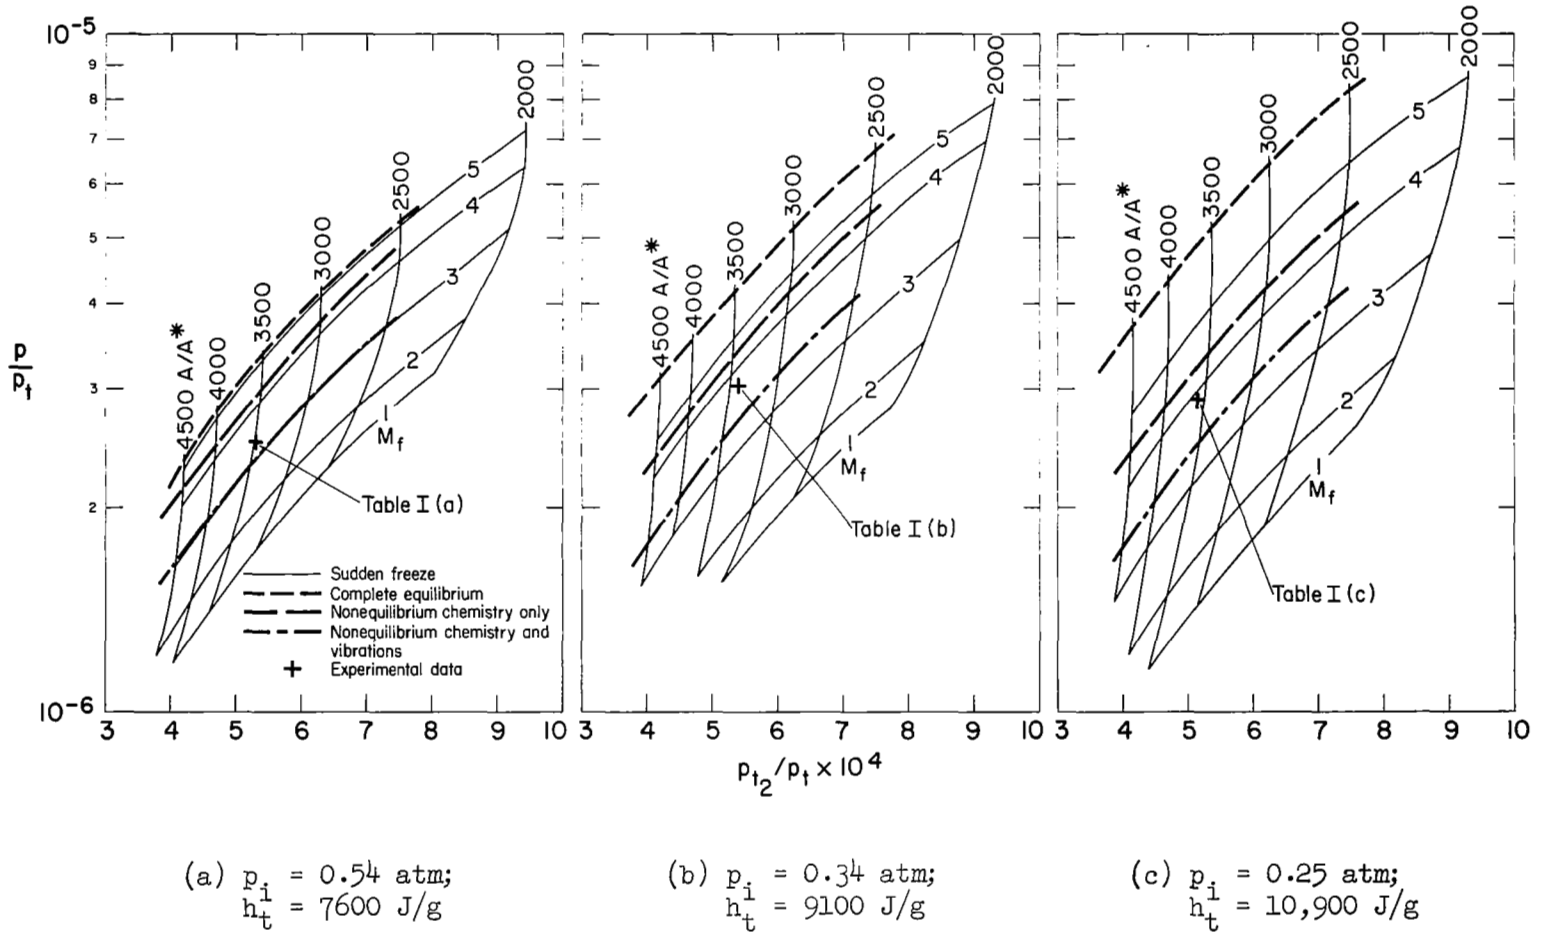 10-5
9
8
7
6
5
4
3
2
10-6
p
pt
4500 A/A*
4000
3500
3000
2500
2000
5
4
3
2
1
Mf
Table I (a)
Sudden freeze
Complete equilibrium
Nonequilibrium chemistry only
Nonequilibrium chemistry and
vibrations
Experimental data
3 4 5 6 7 8 9 10
4500 A/A*
4000
3500
3000
2500
2000
5
4
3
2
1
Mf
Table I (b)
3 4 5 6 7 8 9 10
4500 A/A*
4000
3500
3000
2500
2000
5
4
3
2
1
Mf
Table I (c)
3 4 5 6 7 8 9 10
pt2/pt × 10 4
(a) pi = 0.54 atm;
ht = 7600 J/g
(b) pi = 0.34 atm;
ht = 9100 J/g
(c) pi = 0.25 atm;
ht = 10,900 J/g